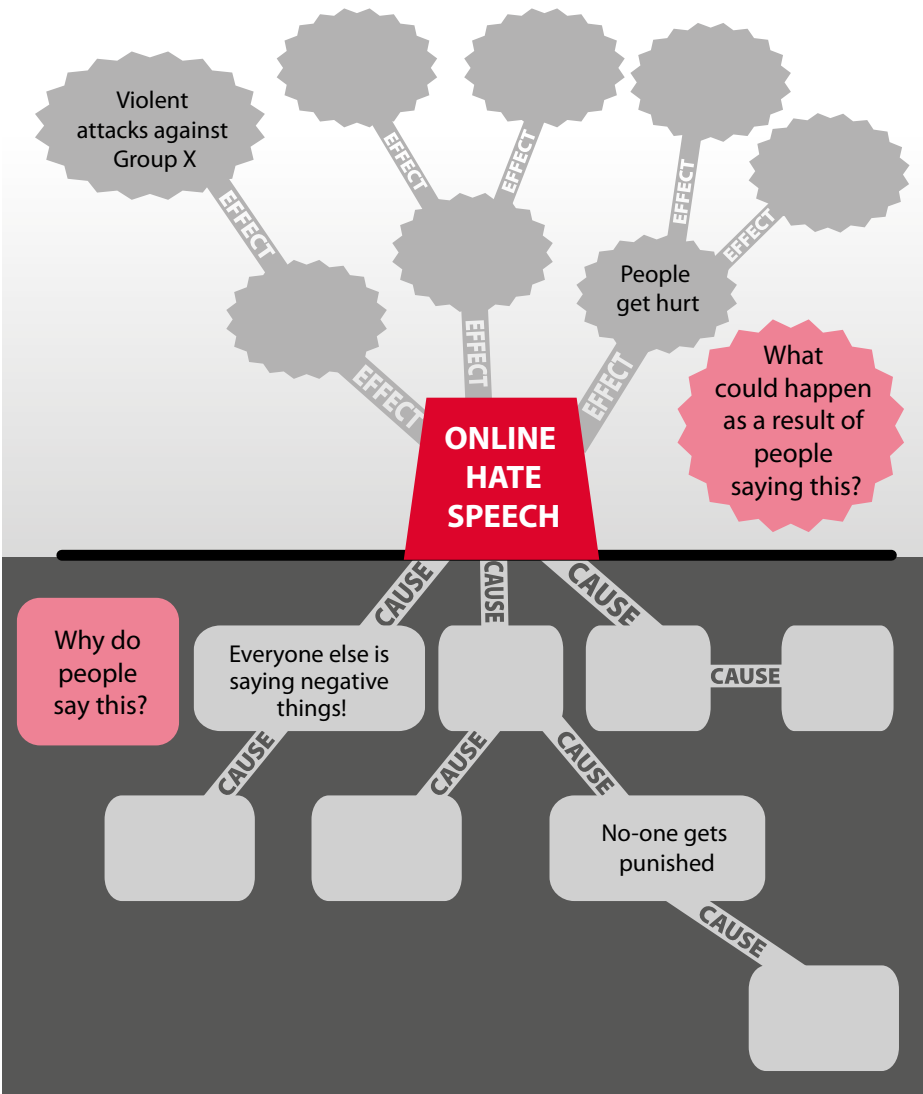 Violent
attacks against
Group X
EFFECT
EFFECT
EFFECT
EFFECT
EFFECT
People
get hurt
EFFECT
EFFECT
EFFECT
What
could happen
as a result of
people
saying this?
ONLINE
HATE
SPEECH
CAUSE
CAUSE
CAUSE
Why do
people
say this?
Everyone else is
saying negative
things!
CAUSE
CAUSE
CAUSE
CAUSE
No-one gets
punished
CAUSE